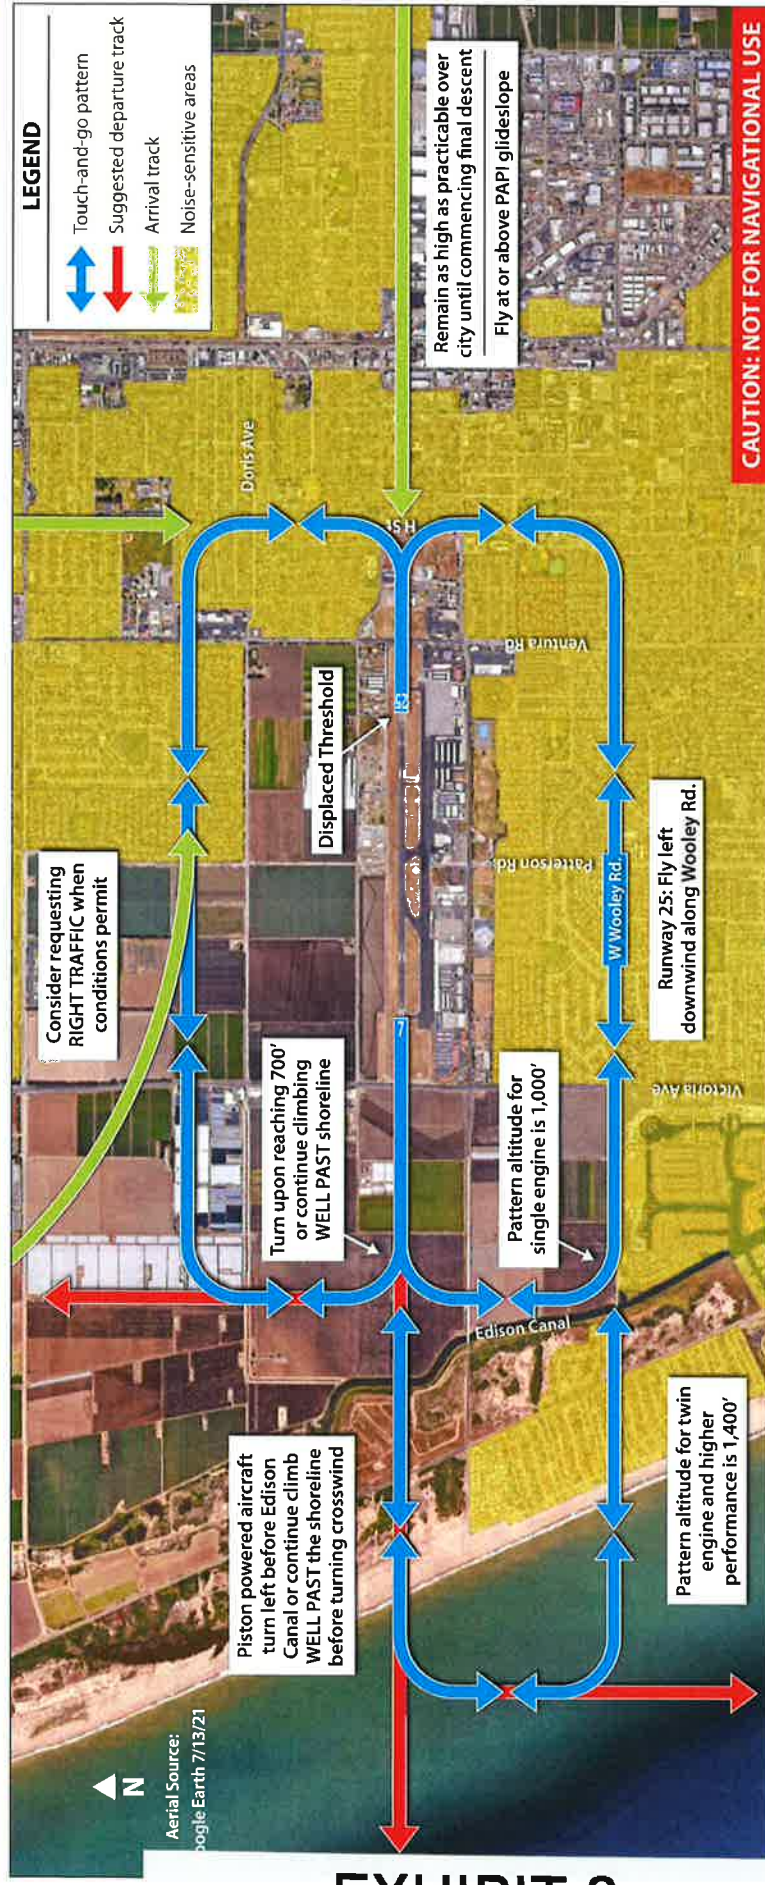 LEGEND
Touch-and-go pattern
Suggested departure track
Arrival track
Noise-sensitive areas
Remain as high as practicable over
city until commencing final descent
Fly at or above PAPI glideslope
CAUTION: NOT FOR NAVIGATIONAL USE
Doris Ave
H St
Ventura Rd
25
Displaced Threshold
Patterson Rd.
W Wooley Rd.
Runway 25: Fly left
downwind along Wooley Rd.
Consider requesting
RIGHT TRAFFIC when
conditions permit
7
Victoria Ave
Turn upon reaching 700'
or continue climbing
WELL PAST shoreline
Pattern altitude for
single engine is 1,000'
Edison Canal
Piston powered aircraft
turn left before Edison
Canal or continue climb
WELL PAST the shoreline
before turning crosswind
Pattern altitude for twin
engine and higher
performance is 1,400'
N
Aerial Source:
oogle Earth 7/13/21